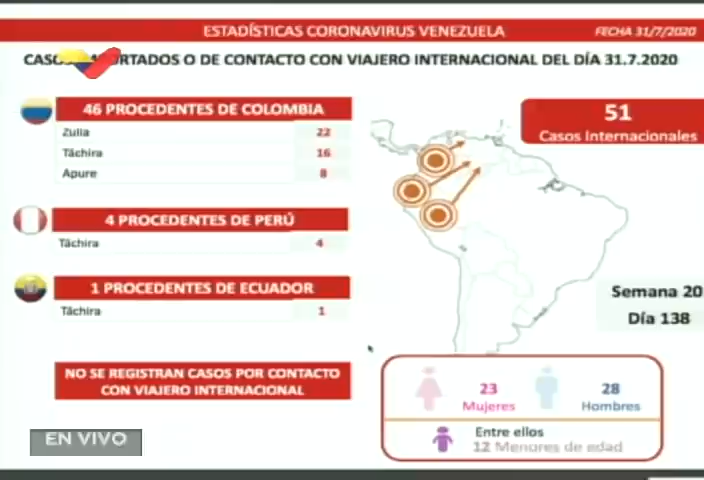 ESTADÍSTICAS CORONAVIRUS VENEZUELA
FECHA 31/7/2020
RTADOS O DE CONTACTO CON VIAJERO INTERNACIONAL DEL DÍA 31.7.2020
46 PROCEDENTES DE COLOMBIA
Zulia 22
Táchira 16
Apure 8
51
Casos Internacionales
4 PROCEDENTES DE PERÚ
Táchira 4
1 PROCEDENTES DE ECUADOR
Táchira 1
Semana 20
Día 138
NO SE REGISTRAN CASOS POR CONTACTO
CON VIAJERO INTERNACIONAL
23
Mujeres
28
Hombres
Entre ellos
12 Menores de edad
EN VIVO